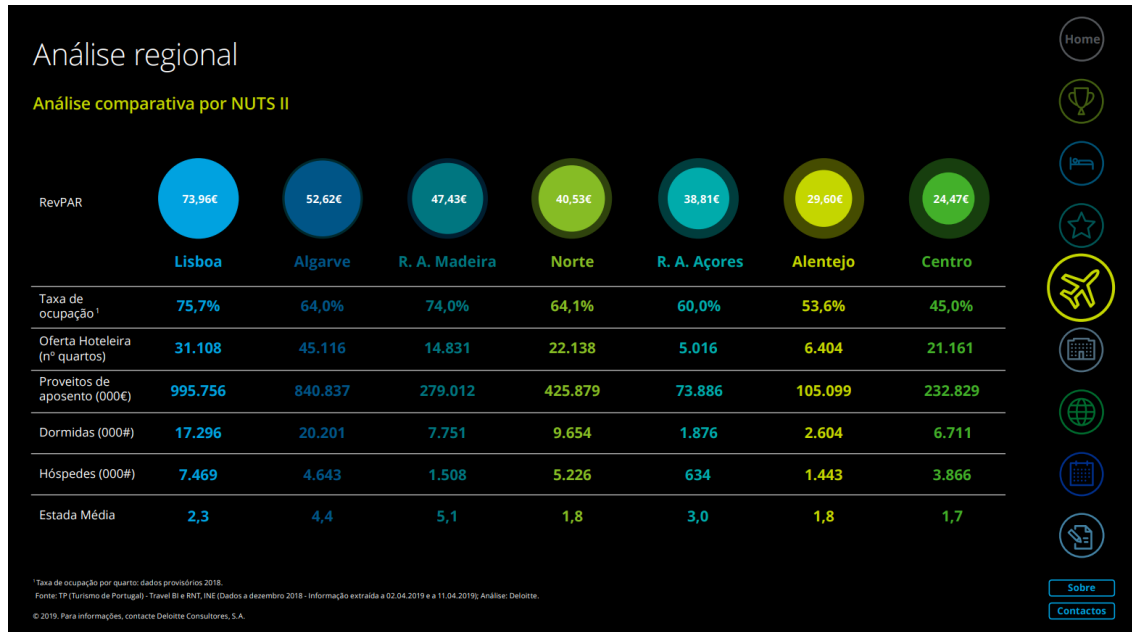 Home
Análise regional
Análise comparativa por NUTS II
RevPAR 73,96€ 52,62€ 47,43€ 40,53€ 38,81€ 29,60€ 24,47€
Lisboa Algarve R. A. Madeira Norte R. A. Açores Alentejo Centro
Taxa de
ocupação ¹ 75,7% 64,0% 74,0% 64,1% 60,0% 53,6% 45,0%
Oferta Hoteleira
(nº quartos) 31.108 45.116 14.831 22.138 5.016 6.404 21.161
Proveitos de
aposento (000€) 995.756 840.837 279.012 425.879 73.886 105.099 232.829
Dormidas (000#) 17.296 20.201 7.751 9.654 1.876 2.604 6.711
Hóspedes (000#) 7.469 4.643 1.508 5.226 634 1.443 3.866
Estada Média 2,3 4,4 5,1 1,8 3,0 1,8 1,7
¹ Taxa de ocupação por quarto: dados provisórios 2018.
Fonte: TP (Turismo de Portugal) - Travel BI e RNT, INE (Dados a dezembro 2018 - Informação extraída a 02.04.2019 e a 11.04.2019); Análise: Deloitte.
© 2019. Para informações, contacte Deloitte Consultores, S.A.
Sobre
Contactos